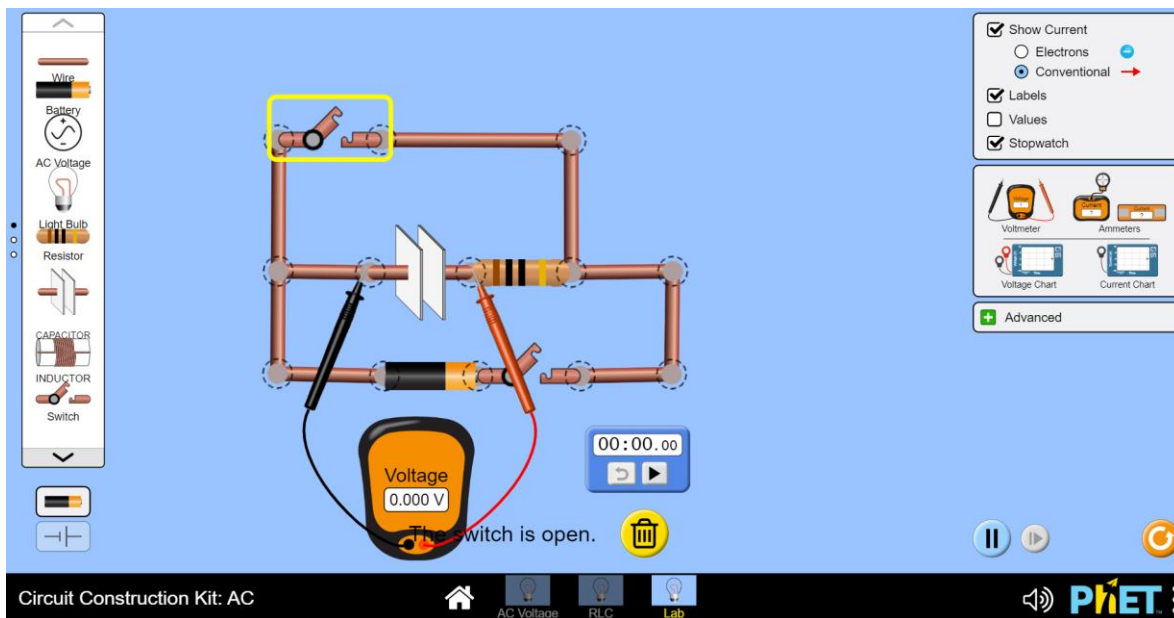 Wire
Battery
AC Voltage
Light Bulb
Resistor
CAPACITOR
INDUCTOR
Switch
Voltage
0.000 V
The switch is open.
00:00.00
Show Current
Electrons
Conventional
Labels
Values
Stopwatch
Voltage
?
Voltmeter
Current
?
Current
?
Ammeters
Voltage Chart
Current Chart
Advanced
Circuit Construction Kit: AC
AC Voltage
RLC
Lab
PhET